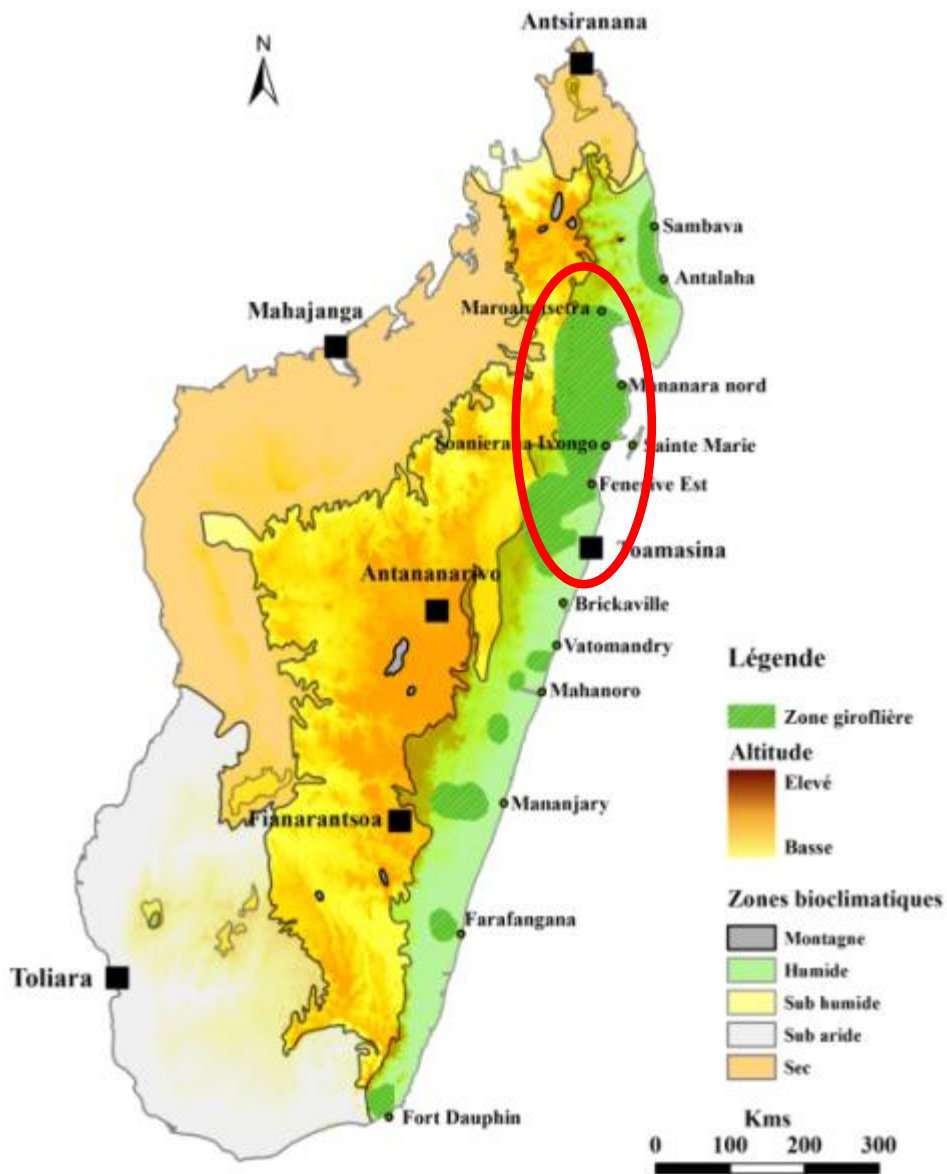 Antsiranana
N
Sambava
Antalaha
Maroantsetra
Mahajanga
Mananara nord
Soanierana Ivongo
Sainte Marie
Fenerive Est
Toamasina
Antananarivo
Brickaville
Vatomandry
Mahanoro
Mananjary
Fianarantsoa
Farafangana
Toliara
Fort Dauphin
Légende
Zone giroflière
Altitude
Elevé
Basse
Zones bioclimatiques
Montagne
Humide
Sub humide
Sub aride
Sec
Kms
0 100 200 300